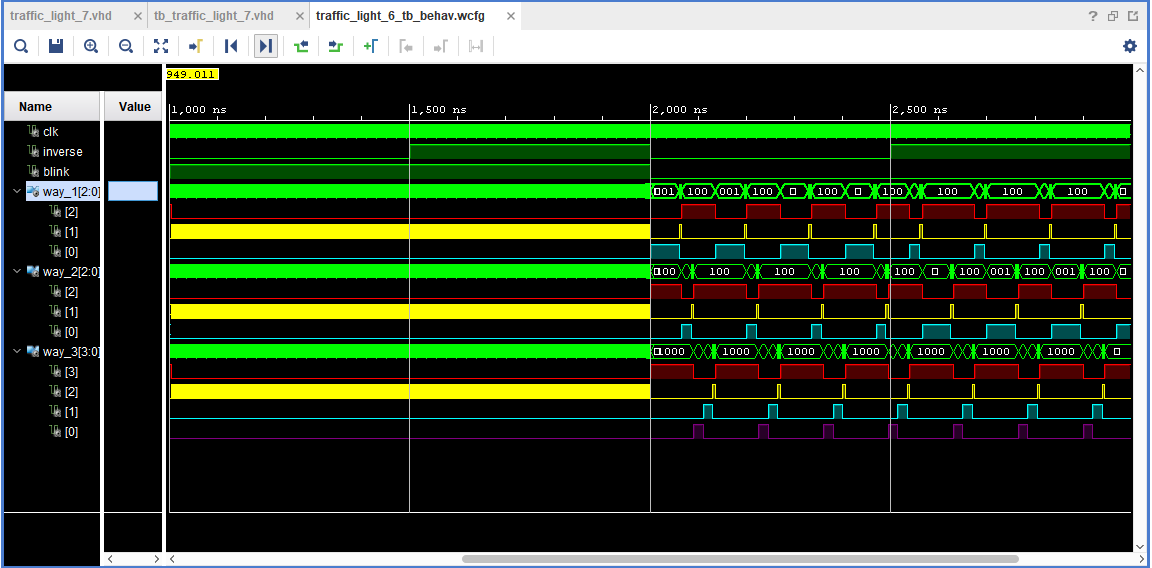 traffic_light_7.vhd × tb_traffic_light_7.vhd × traffic_light_6_tb_behav.wcfg ×
949.011
Name Value 1,000 ns 1,500 ns 2,000 ns 2,500 ns
clk
inverse
blink
way_1[2:0] 001 100 001 100 100 100 100 100 100
[2]
[1]
[0]
way_2[2:0] 100 100 100 100 100 100 001 100 001 100
[2]
[1]
[0]
way_3[3:0] 1000 1000 1000 1000 1000 1000 1000
[3]
[2]
[1]
[0]